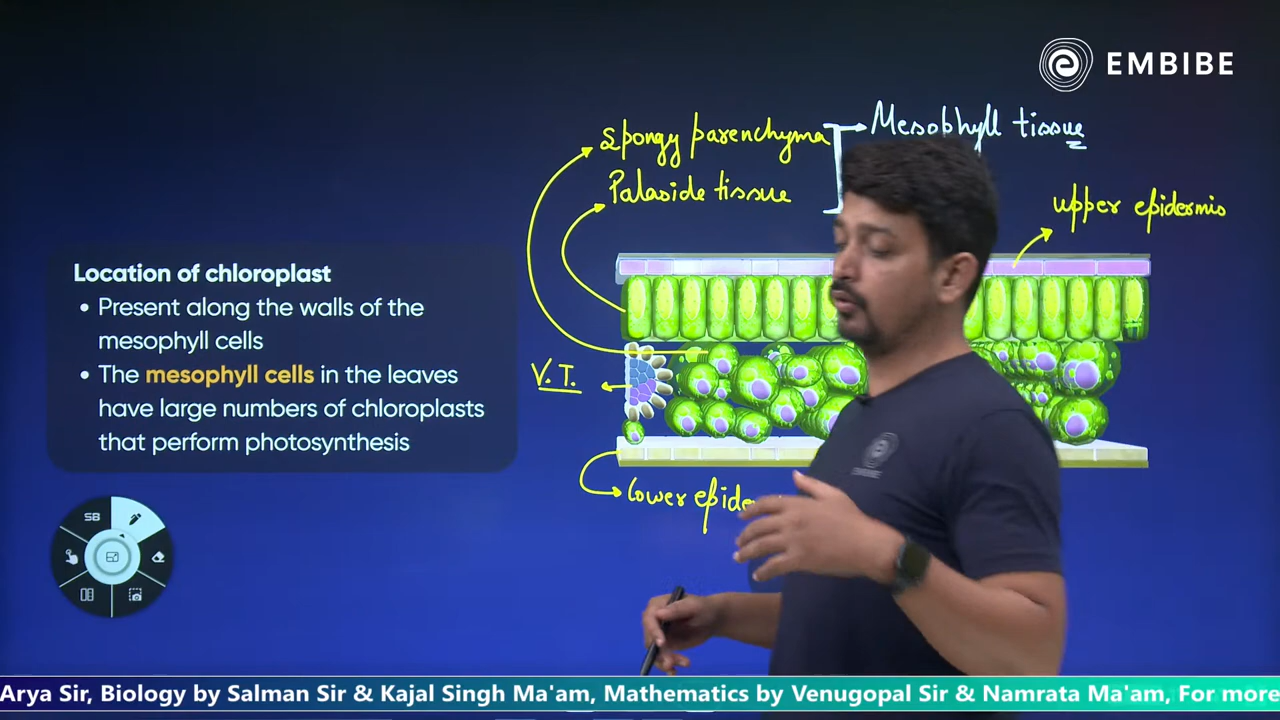 EMBIBE
Mesophyll tissue
Spongy parenchyma
Palaside tissue
upper epidermis
Location of chloroplast
• Present along the walls of the
mesophyll cells
• The mesophyll cells in the leaves
have large numbers of chloroplasts
that perform photosynthesis
V.T.
Lower epider
SB
Arya Sir, Biology by Salman Sir & Kajal Singh Ma'am, Mathematics by Venugopal Sir & Namrata Ma'am, For more